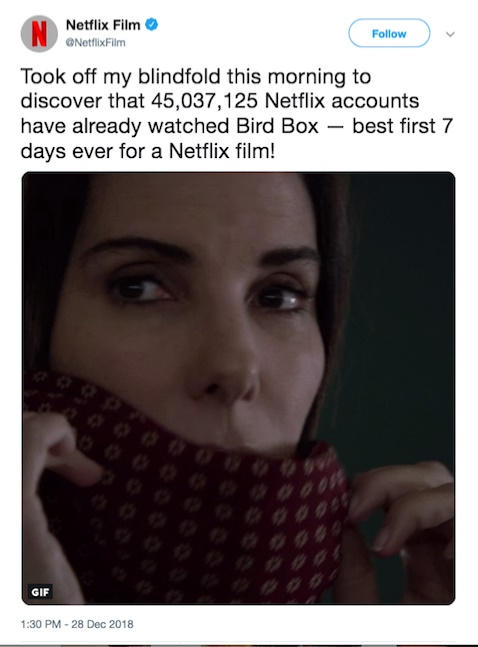 Netflix Film
@NetflixFilm
Follow
Took off my blindfold this morning to
discover that 45,037,125 Netflix accounts
have already watched Bird Box — best first 7
days ever for a Netflix film!
GIF
1:30 PM - 28 Dec 2018